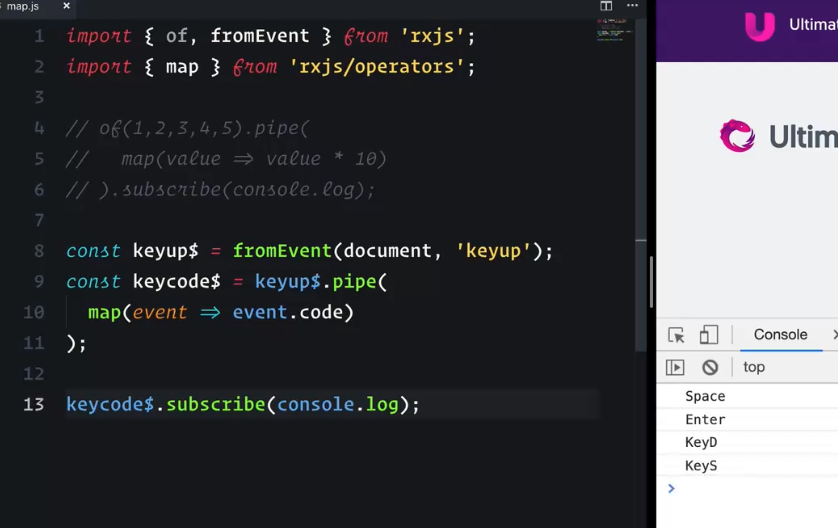 map.js
1 import { of, fromEvent } from 'rxjs';
2 import { map } from 'rxjs/operators';
3
4 // of(1,2,3,4,5).pipe(
5 //   map(value => value * 10)
6 // ).subscribe(console.log);
7
8 const keyup$ = fromEvent(document, 'keyup');
9 const keycode$ = keyup$.pipe(
10   map(event => event.code)
11 );
12
13 keycode$.subscribe(console.log);
Ultima
Ultim
Console
top
Space
Enter
KeyD
KeyS